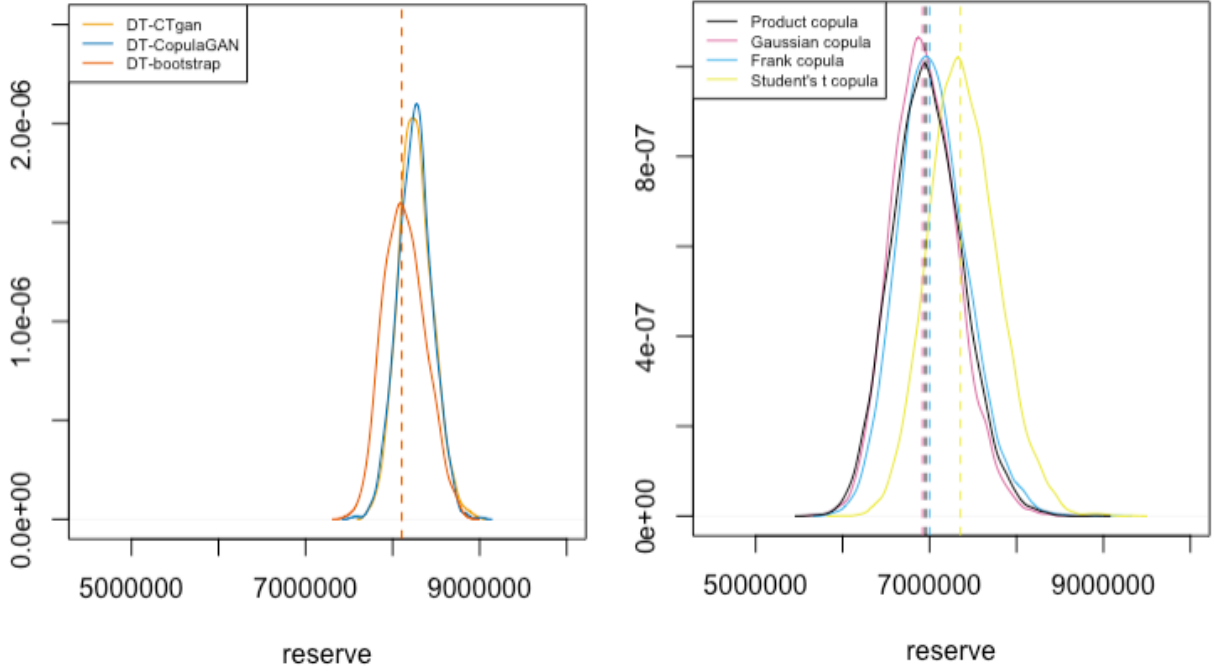 DT-CTgan
DT-CopulaGAN
DT-bootstrap
0.0e+00
1.0e-06
2.0e-06
5000000
7000000
9000000
reserve
Product copula
Gaussian copula
Frank copula
Student's t copula
0e+00
4e-07
8e-07
5000000
7000000
9000000
reserve